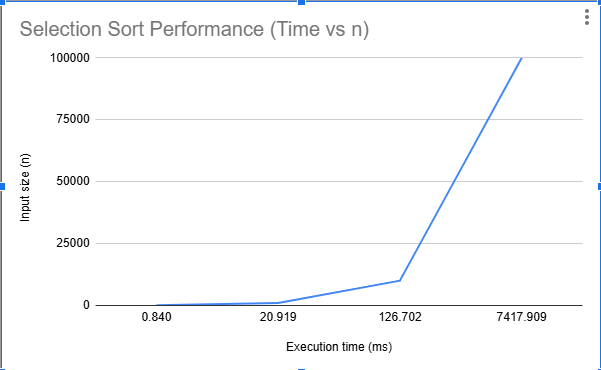 Selection Sort Performance (Time vs n)
100000
75000
50000
25000
0
Input size (n)
0.840 20.919 126.702 7417.909
Execution time (ms)